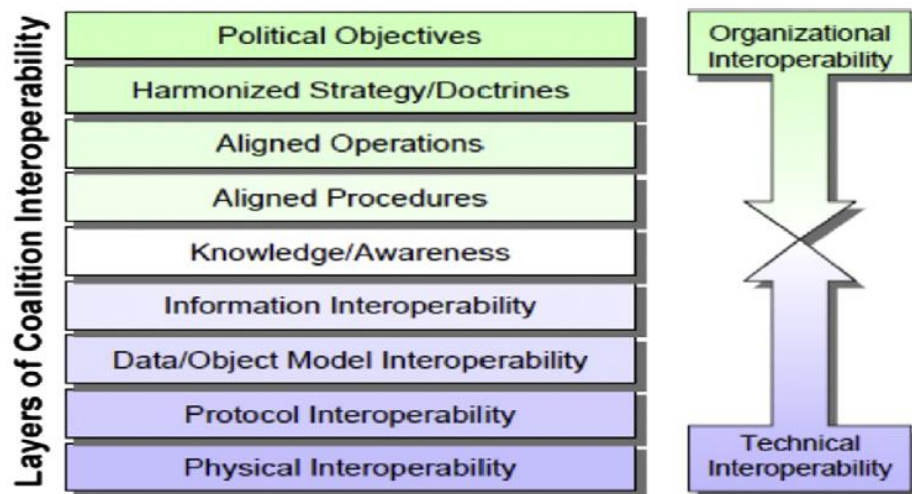 Layers of Coalition Interoperability
Political Objectives
Harmonized Strategy/Doctrines
Aligned Operations
Aligned Procedures
Knowledge/Awareness
Information Interoperability
Data/Object Model Interoperability
Protocol Interoperability
Physical Interoperability
Organizational
Interoperability
Technical
Interoperability